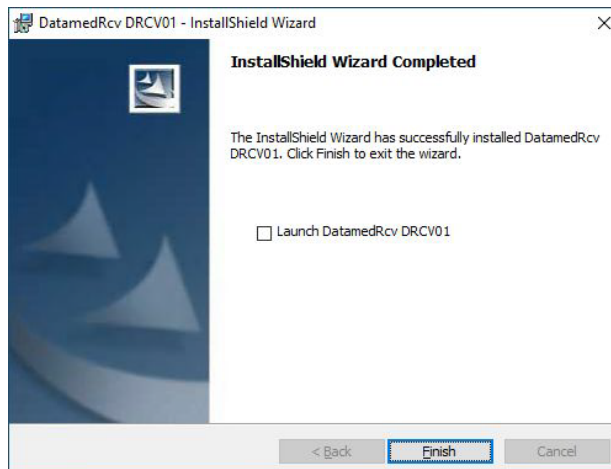 DatamedRcv DRCV01 - InstallShield Wizard
InstallShield Wizard Completed
The InstallShield Wizard has successfully installed DatamedRcv
DRCV01. Click Finish to exit the wizard.
Launch DatamedRcv DRCV01
< Back Finish Cancel